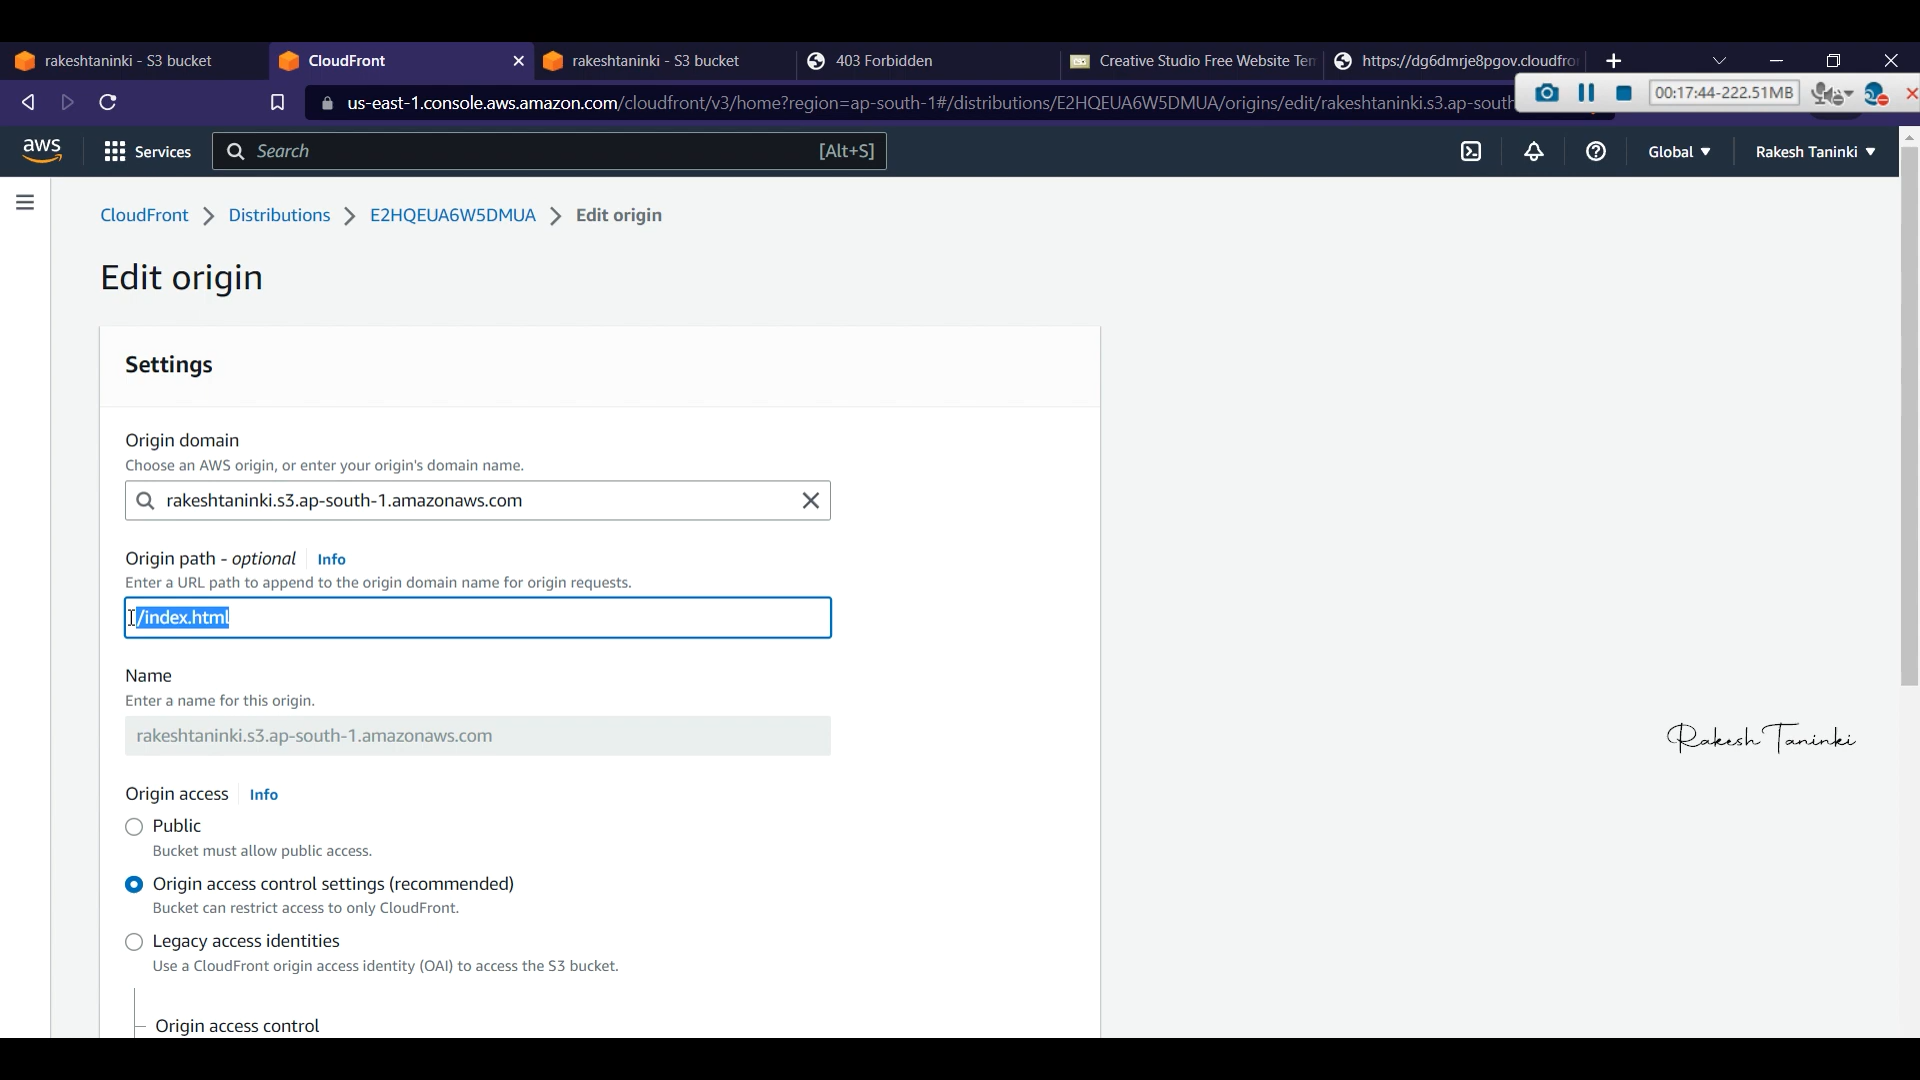 rakeshtaninki - S3 bucket
CloudFront
rakeshtaninki - S3 bucket
403 Forbidden
Creative Studio Free Website Ten
https://dg6dmrje8pgov.cloudfro
us-east-1.console.aws.amazon.com/cloudfront/v3/home?region=ap-south-1#/distributions/E2HQEUA6W5DMUA/origins/edit/rakeshtaninki.s3.ap-south
00:17:44-222.51MB
aws
Services
Search
[Alt+S]
Global
Rakesh Taninki
CloudFront > Distributions > E2HQEUA6W5DMUA > Edit origin
Edit origin
Settings
Origin domain
Choose an AWS origin, or enter your origin's domain name.
rakeshtaninki.s3.ap-south-1.amazonaws.com
Origin path - optional Info
Enter a URL path to append to the origin domain name for origin requests.
/index.html
Name
Enter a name for this origin.
rakeshtaninki.s3.ap-south-1.amazonaws.com
Rakesh Taninki
Origin access Info
Public
Bucket must allow public access.
Origin access control settings (recommended)
Bucket can restrict access to only CloudFront.
Legacy access identities
Use a CloudFront origin access identity (OAI) to access the S3 bucket.
Origin access control